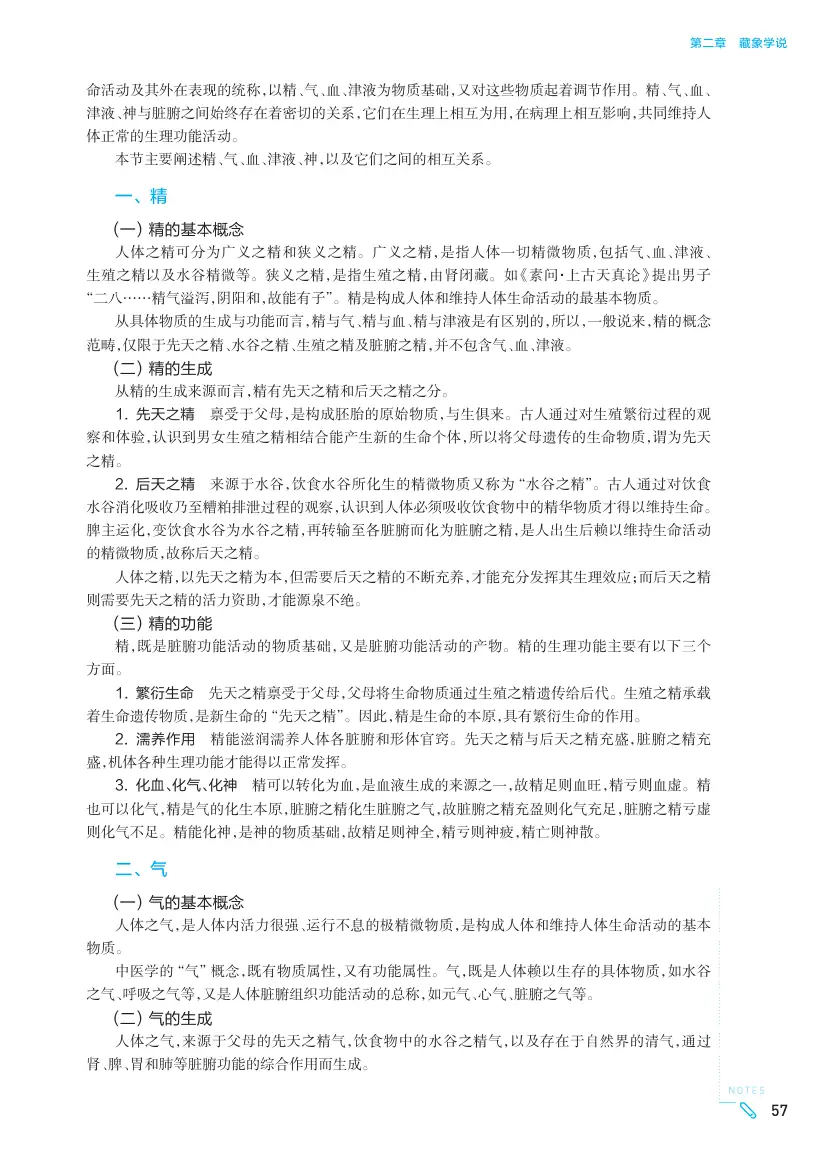 第二章　藏象学说
命活动及其外在表现的统称，以精、气、血、津液为物质基础，又对这些物质起着调节作用。精、气、血、
津液、神与脏腑之间始终存在着密切的关系，它们在生理上相互为用，在病理上相互影响，共同维持人
体正常的生理功能活动。
本节主要阐述精、气、血、津液、神，以及它们之间的相互关系。
一、精
（一）精的基本概念
人体之精可分为广义之精和狭义之精。广义之精，是指人体一切精微物质，包括气、血、津液、
生殖之精以及水谷精微等。狭义之精，是指生殖之精，由肾闭藏。如《素问·上古天真论》提出男子
“二八……精气溢泻，阴阳和，故能有子”。精是构成人体和维持人体生命活动的最基本物质。
从具体物质的生成与功能而言，精与气、精与血、精与津液是有区别的，所以，一般说来，精的概念
范畴，仅限于先天之精、水谷之精、生殖之精及脏腑之精，并不包含气、血、津液。
（二）精的生成
从精的生成来源而言，精有先天之精和后天之精之分。
1. 先天之精　禀受于父母，是构成胚胎的原始物质，与生俱来。古人通过对生殖繁衍过程的观
察和体验，认识到男女生殖之精相结合能产生新的生命个体，所以将父母遗传的生命物质，谓为先天
之精。
2. 后天之精　来源于水谷，饮食水谷所化生的精微物质又称为“水谷之精”。古人通过对饮食
水谷消化吸收乃至糟粕排泄过程的观察，认识到人体必须吸收饮食物中的精华物质才得以维持生命。
脾主运化，变饮食水谷为水谷之精，再转输至各脏腑而化为脏腑之精，是人出生后赖以维持生命活动
的精微物质，故称后天之精。
人体之精，以先天之精为本，但需要后天之精的不断充养，才能充分发挥其生理效应；而后天之精
则需要先天之精的活力资助，才能源泉不绝。
（三）精的功能
精，既是脏腑功能活动的物质基础，又是脏腑功能活动的产物。精的生理功能主要有以下三个
方面。
1. 繁衍生命　先天之精禀受于父母，父母将生命物质通过生殖之精遗传给后代。生殖之精承载
着生命遗传物质，是新生命的“先天之精”。因此，精是生命的本原，具有繁衍生命的作用。
2. 濡养作用　精能滋润濡养人体各脏腑和形体官窍。先天之精与后天之精充盛，脏腑之精充
盛，机体各种生理功能才能得以正常发挥。
3. 化血、化气、化神　精可以转化为血，是血液生成的来源之一，故精足则血旺，精亏则血虚。精
也可以化气，精是气的化生本原，脏腑之精化生脏腑之气，故脏腑之精充盈则化气充足，脏腑之精亏虚
则化气不足。精能化神，是神的物质基础，故精足则神全，精亏则神疲，精亡则神散。
二、气
（一）气的基本概念
人体之气，是人体内活力很强、运行不息的极精微物质，是构成人体和维持人体生命活动的基本
物质。
中医学的“气”概念，既有物质属性，又有功能属性。气，既是人体赖以生存的具体物质，如水谷
之气、呼吸之气等，又是人体脏腑组织功能活动的总称，如元气、心气、脏腑之气等。
（二）气的生成
人体之气，来源于父母的先天之精气，饮食物中的水谷之精气，以及存在于自然界的清气，通过
肾、脾、胃和肺等脏腑功能的综合作用而生成。
NOTES
57